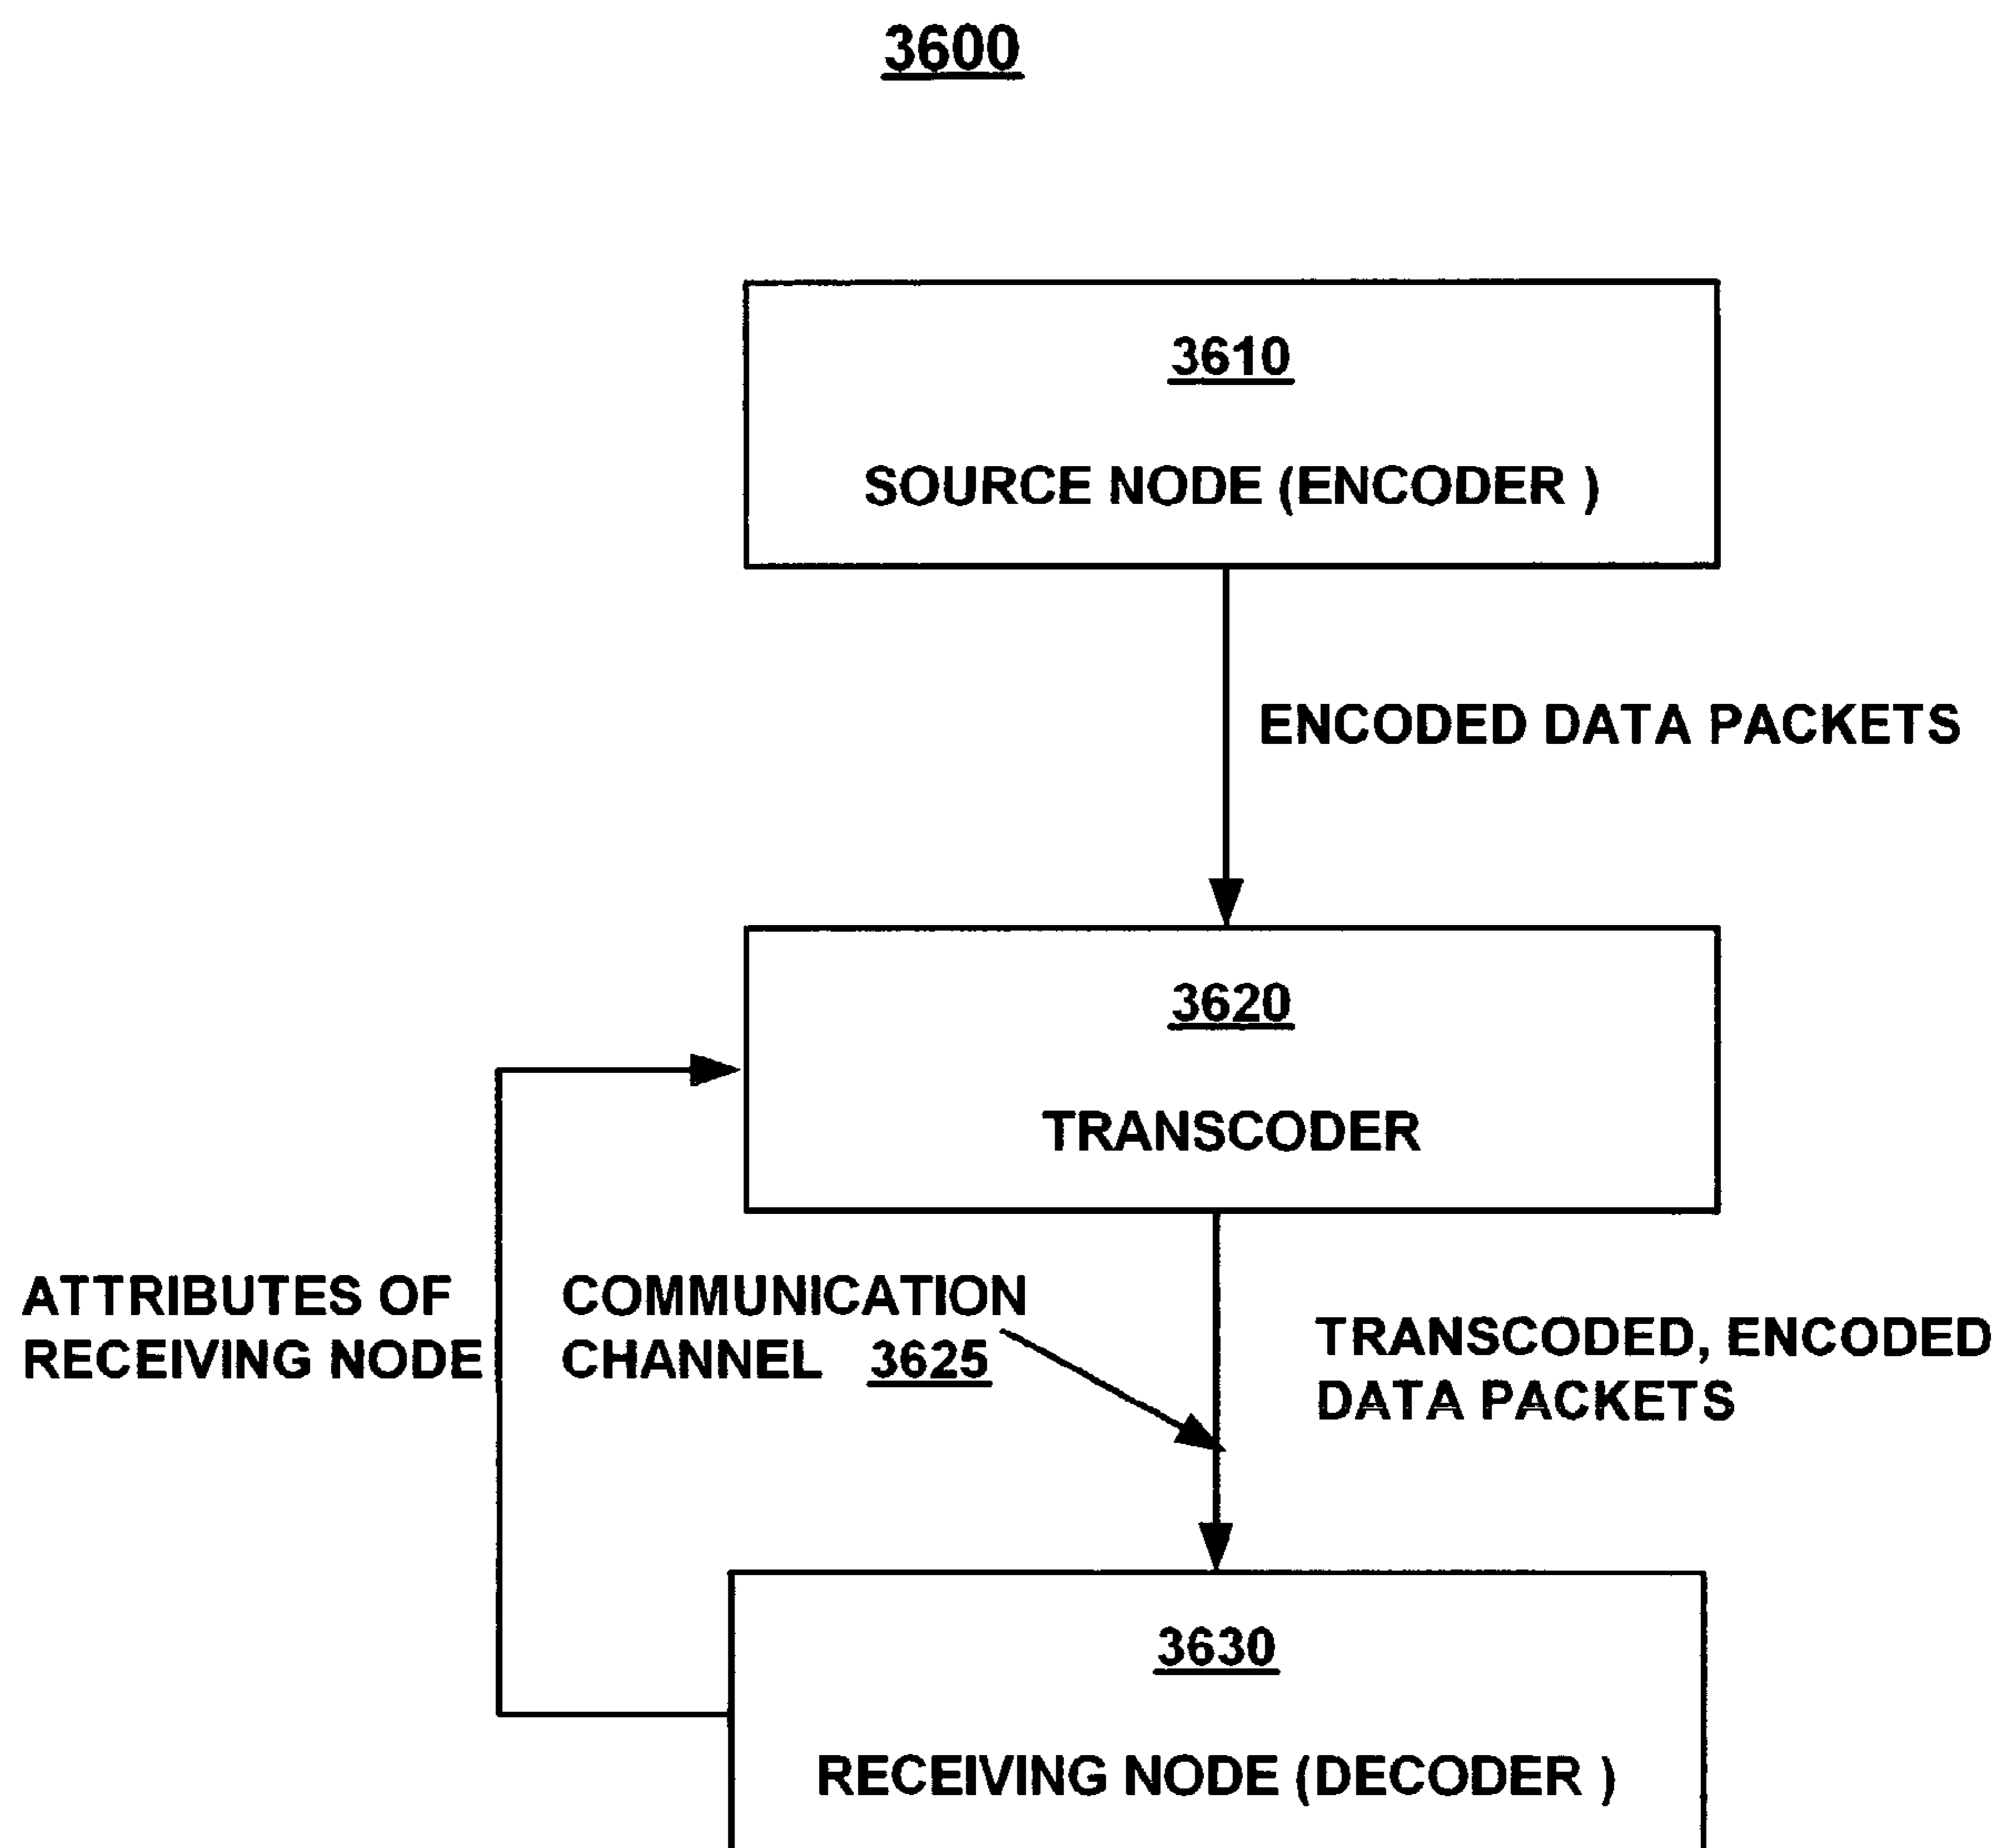 3600
3610
SOURCE NODE (ENCODER )
ENCODED DATA PACKETS
3620
TRANSCODER
ATTRIBUTES OF
RECEIVING NODE
COMMUNICATION
CHANNEL 3625
TRANSCODED, ENCODED
DATA PACKETS
3630
RECEIVING NODE (DECODER )